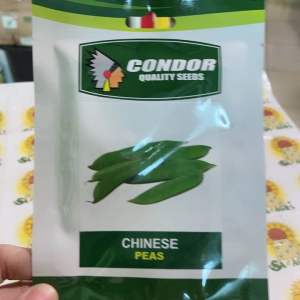 CONDOR
QUALITY SEEDS
CHINESE
PEAS